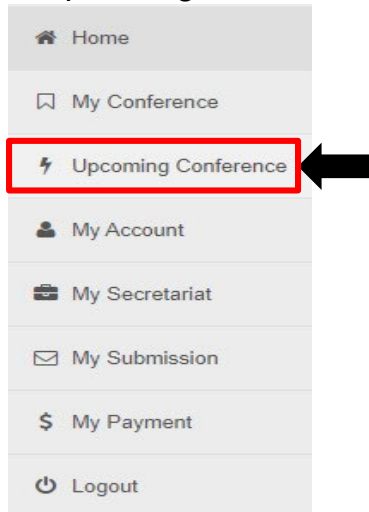 Home
My Conference
Upcoming Conference
My Account
My Secretariat
My Submission
$ My Payment
Logout